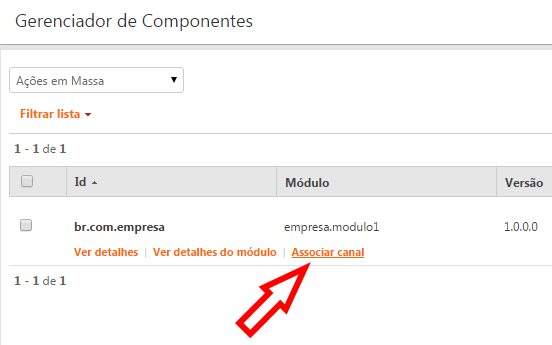 Gerenciador de Componentes
Ações em Massa
Filtrar lista
1 - 1 de 1
Id Módulo Versão
br.com.empresa empresa.modulo1 1.0.0.0
Ver detalhes | Ver detalhes do módulo | Associar canal
1 - 1 de 1